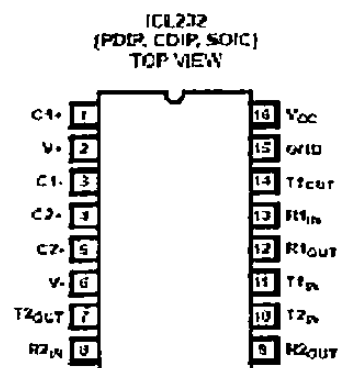 ICL232
(PDIP, CDIP, SOIC)
TOP VIEW
C1+ 1 16 VCC
V+ 2 15 GND
C1- 3 14 T1OUT
C2+ 4 13 R1IN
C2- 5 12 R1OUT
V- 6 11 T1IN
T2OUT 7 10 T2IN
R2IN 8 9 R2OUT